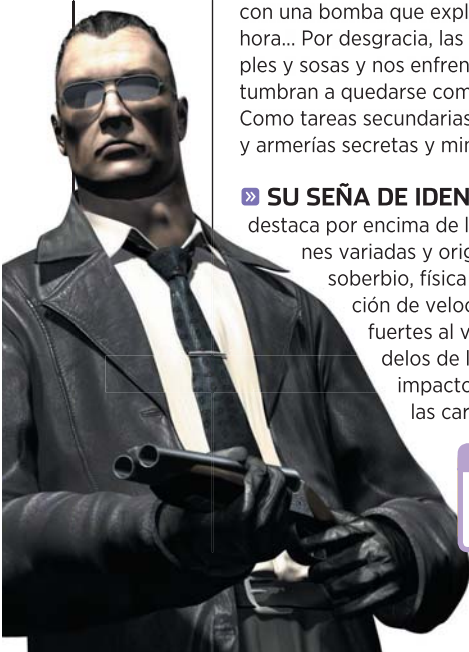 con una bomba que expl
hora... Por desgracia, las
ples y sosas y nos enfren
tumbran a quedarse com
Como tareas secundarias
y armerías secretas y mir
» SU SEÑA DE IDEN
destaca por encima de l
nes variadas y orig
soberbio, física
ción de veloc
fuertes al v
delos de l
impacto
las car